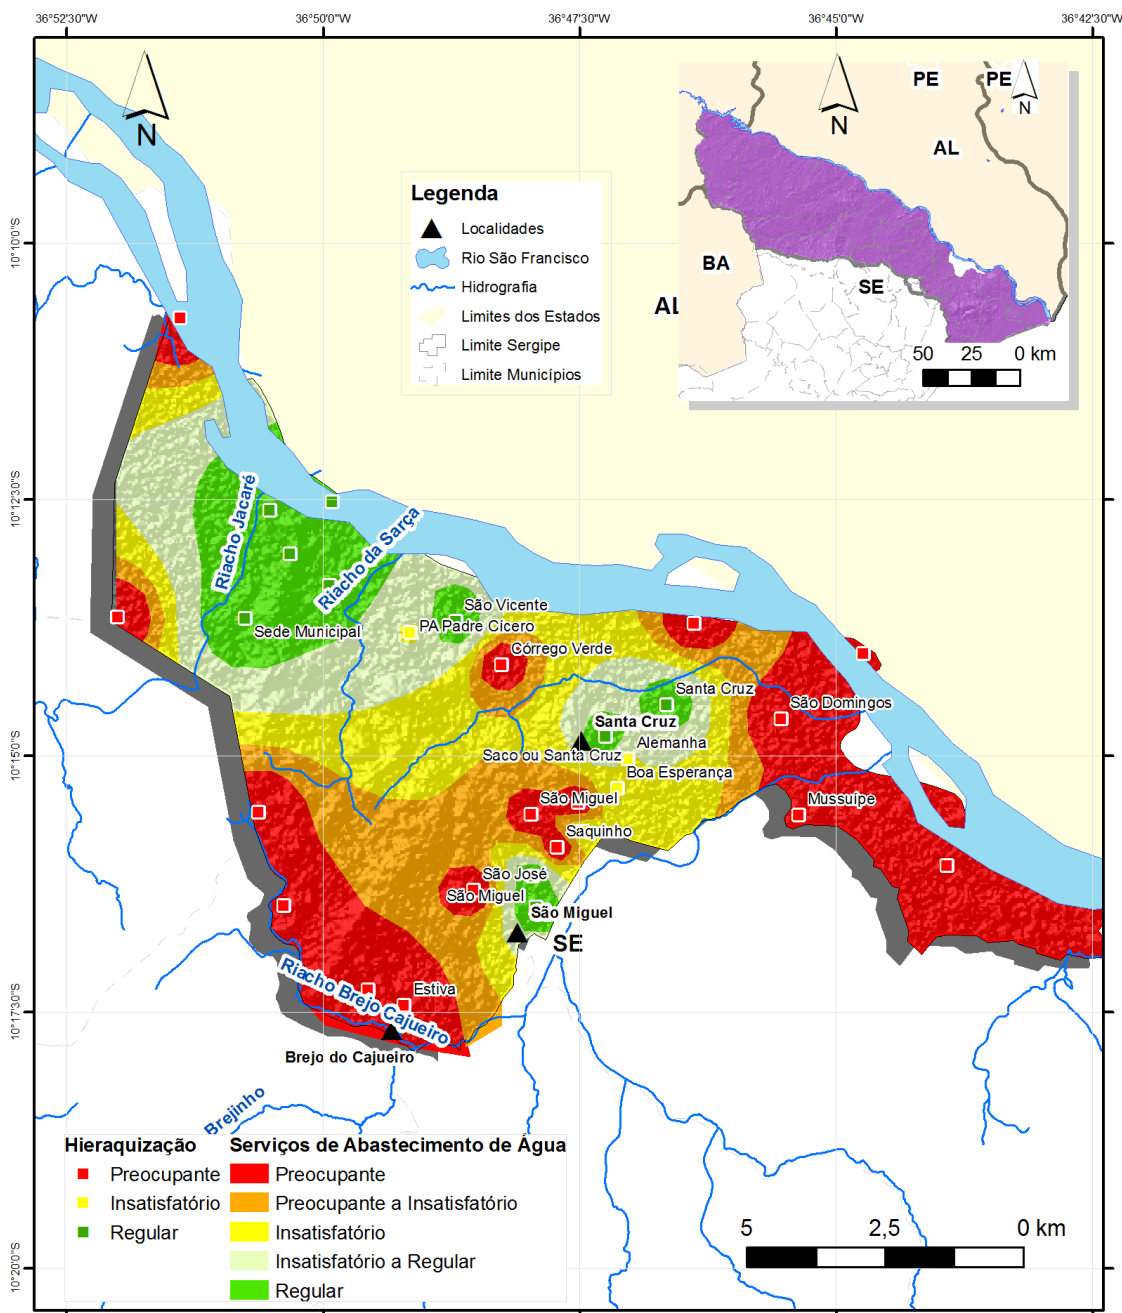 36°52'30"W
36°50'0"W
36°47'30"W
36°45'0"W
36°42'30"W
10°10'0"S
10°12'30"S
10°15'0"S
10°17'30"S
10°20'0"S
N
N
N
PE
PE
AL
BA
SE
AL
50 25 0 km
Legenda
Localidades
Rio São Francisco
Hidrografia
Limites dos Estados
Limite Sergipe
Limite Municípios
Riacho Jacaré
Riacho da Sarça
São Vicente
PA Padre Cícero
Sede Municipal
Córrego Verde
Santa Cruz
São Domingos
Santa Cruz
Alemanha
Saco ou Santa Cruz
Boa Esperança
São Miguel
Mussuípe
Saquinho
São José
São Miguel
São Miguel
SE
Estiva
Riacho Brejo Cajueiro
Brejo do Cajueiro
Brejinho
Hieraquização
Preocupante
Insatisfatório
Regular
Serviços de Abastecimento de Água
Preocupante
Preocupante a Insatisfatório
Insatisfatório
Insatisfatório a Regular
Regular
5 2,5 0 km